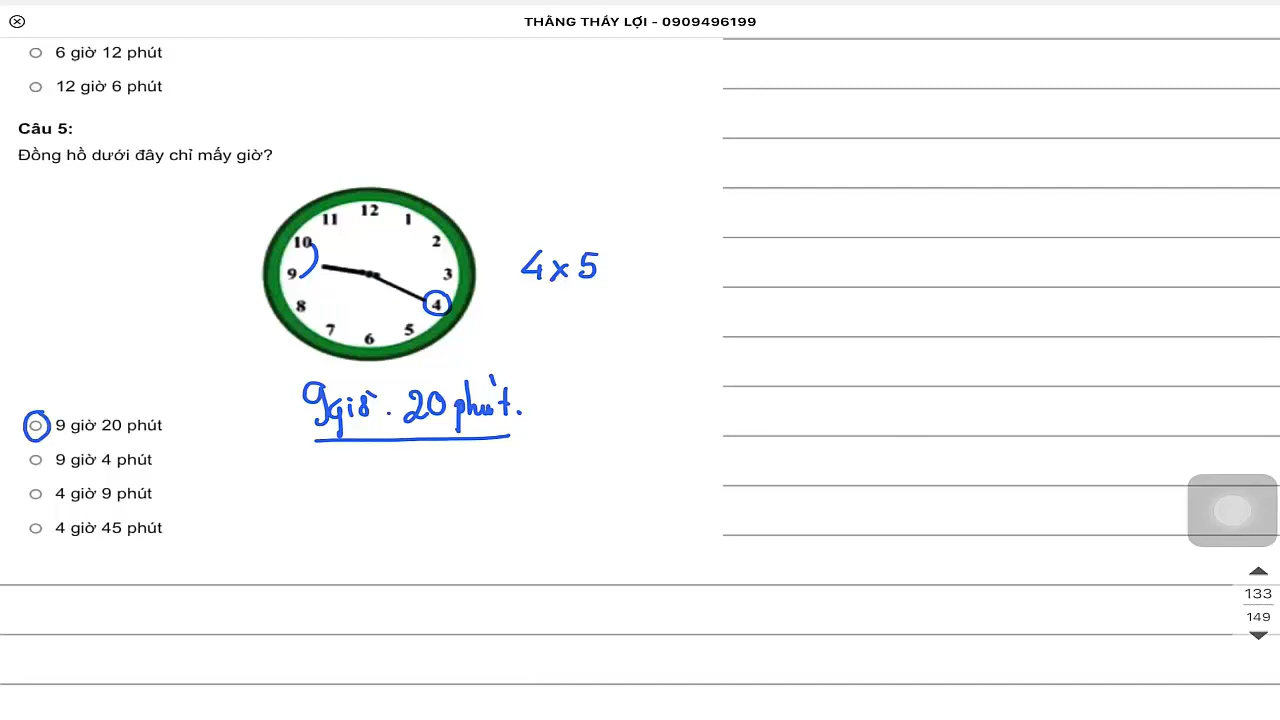 THẦNG THẦY LỢI - 0909496199
6 giờ 12 phút
12 giờ 6 phút
Câu 5:
Đồng hồ dưới đây chỉ mấy giờ?
12
11
1
10
2
9
3
8
4
7
5
6
4 x 5
9 giờ . 20 phút.
9 giờ 20 phút
9 giờ 4 phút
4 giờ 9 phút
4 giờ 45 phút
133
149